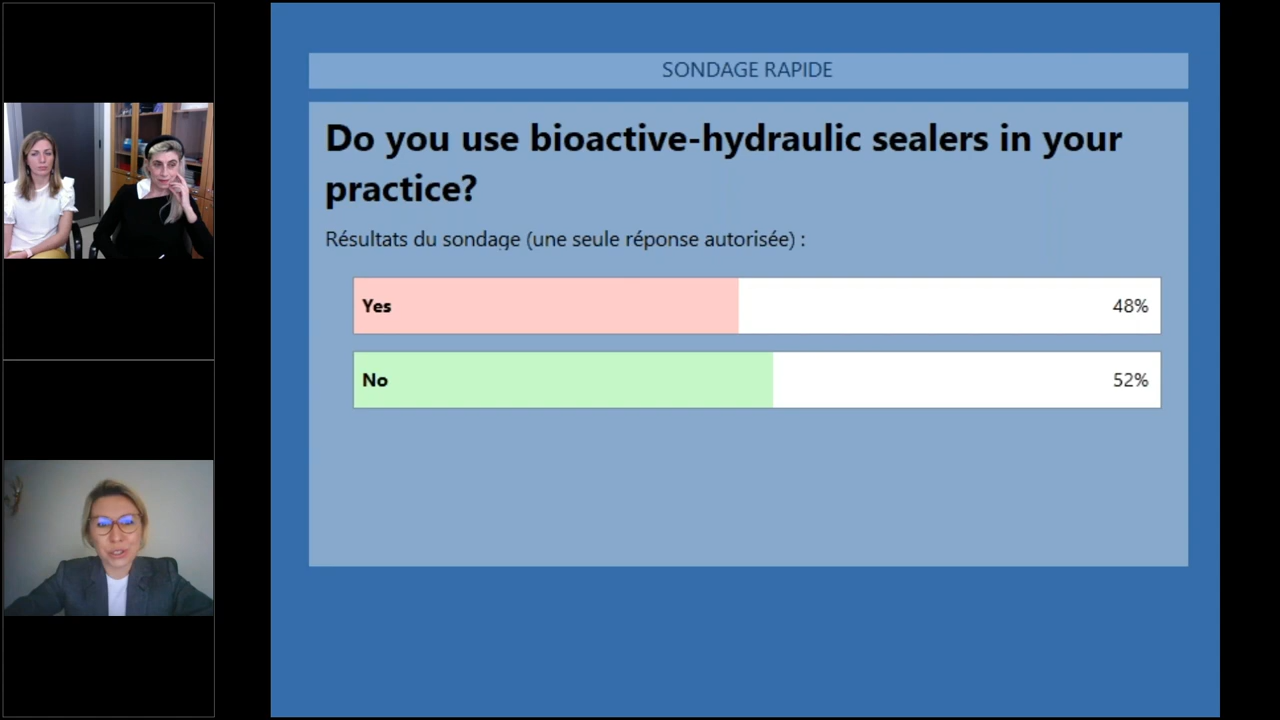 SONDAGE RAPIDE
Do you use bioactive-hydraulic sealers in your
practice?
Résultats du sondage (une seule réponse autorisée) :
Yes 48%
No 52%